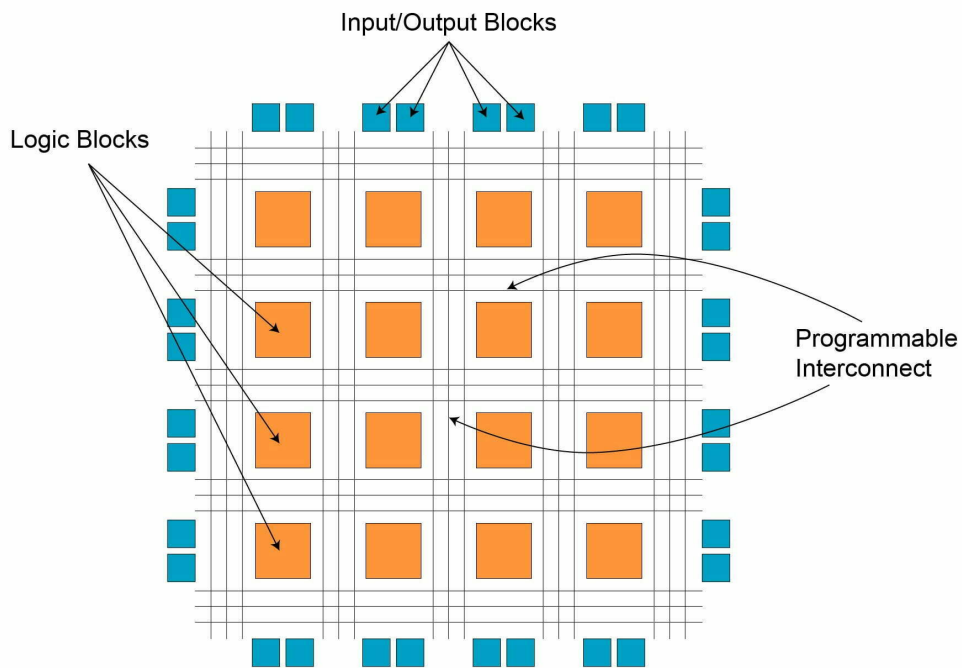 Input/Output Blocks
Logic Blocks
Programmable
Interconnect